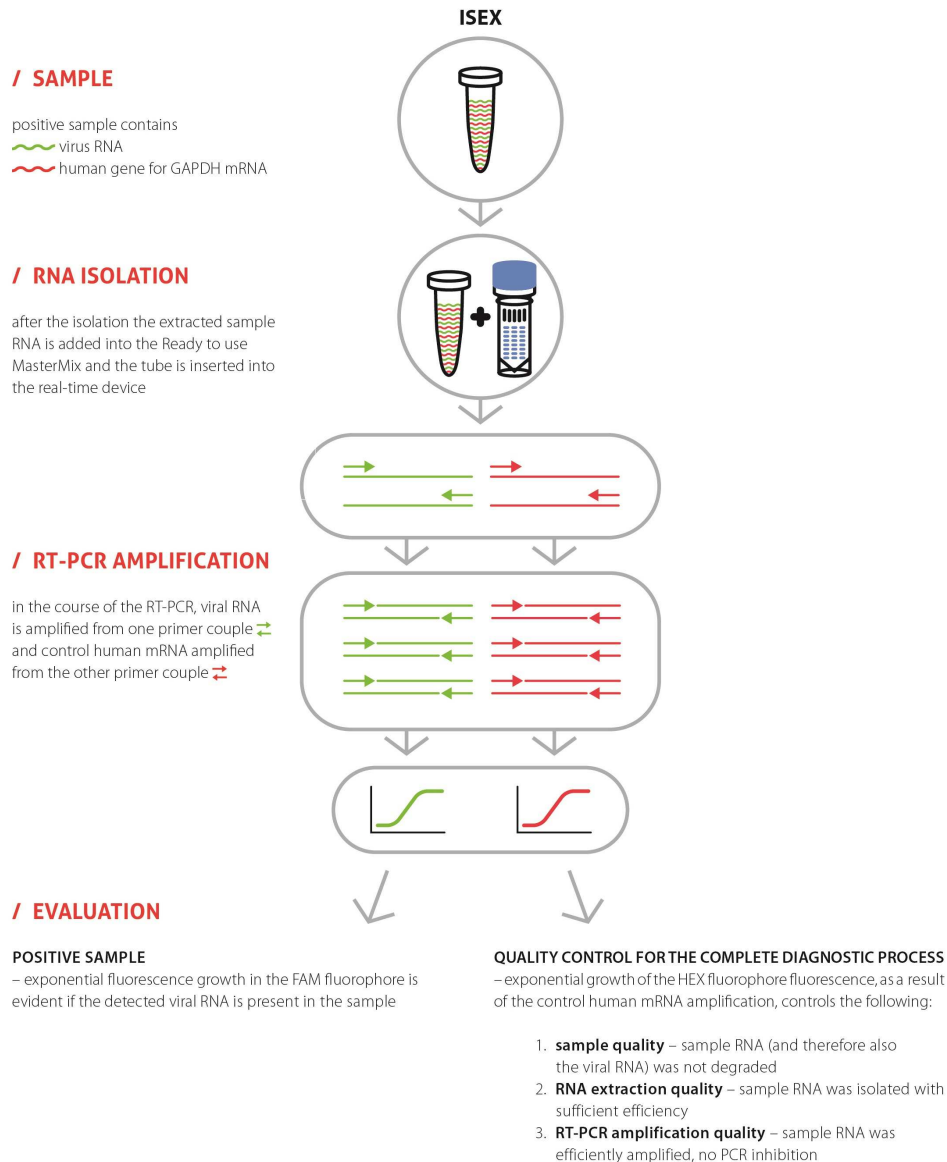 ISEX
/ SAMPLE
positive sample contains
virus RNA
human gene for GAPDH mRNA
/ RNA ISOLATION
after the isolation the extracted sample
RNA is added into the Ready to use
MasterMix and the tube is inserted into
the real-time device
/ RT-PCR AMPLIFICATION
in the course of the RT-PCR, viral RNA
is amplified from one primer couple
and control human mRNA amplified
from the other primer couple
/ EVALUATION
POSITIVE SAMPLE
– exponential fluorescence growth in the FAM fluorophore is
evident if the detected viral RNA is present in the sample
QUALITY CONTROL FOR THE COMPLETE DIAGNOSTIC PROCESS
– exponential growth of the HEX fluorophore fluorescence, as a result
of the control human mRNA amplification, controls the following:
1. sample quality – sample RNA (and therefore also
the viral RNA) was not degraded
2. RNA extraction quality – sample RNA was isolated with
sufficient efficiency
3. RT-PCR amplification quality – sample RNA was
efficiently amplified, no PCR inhibition